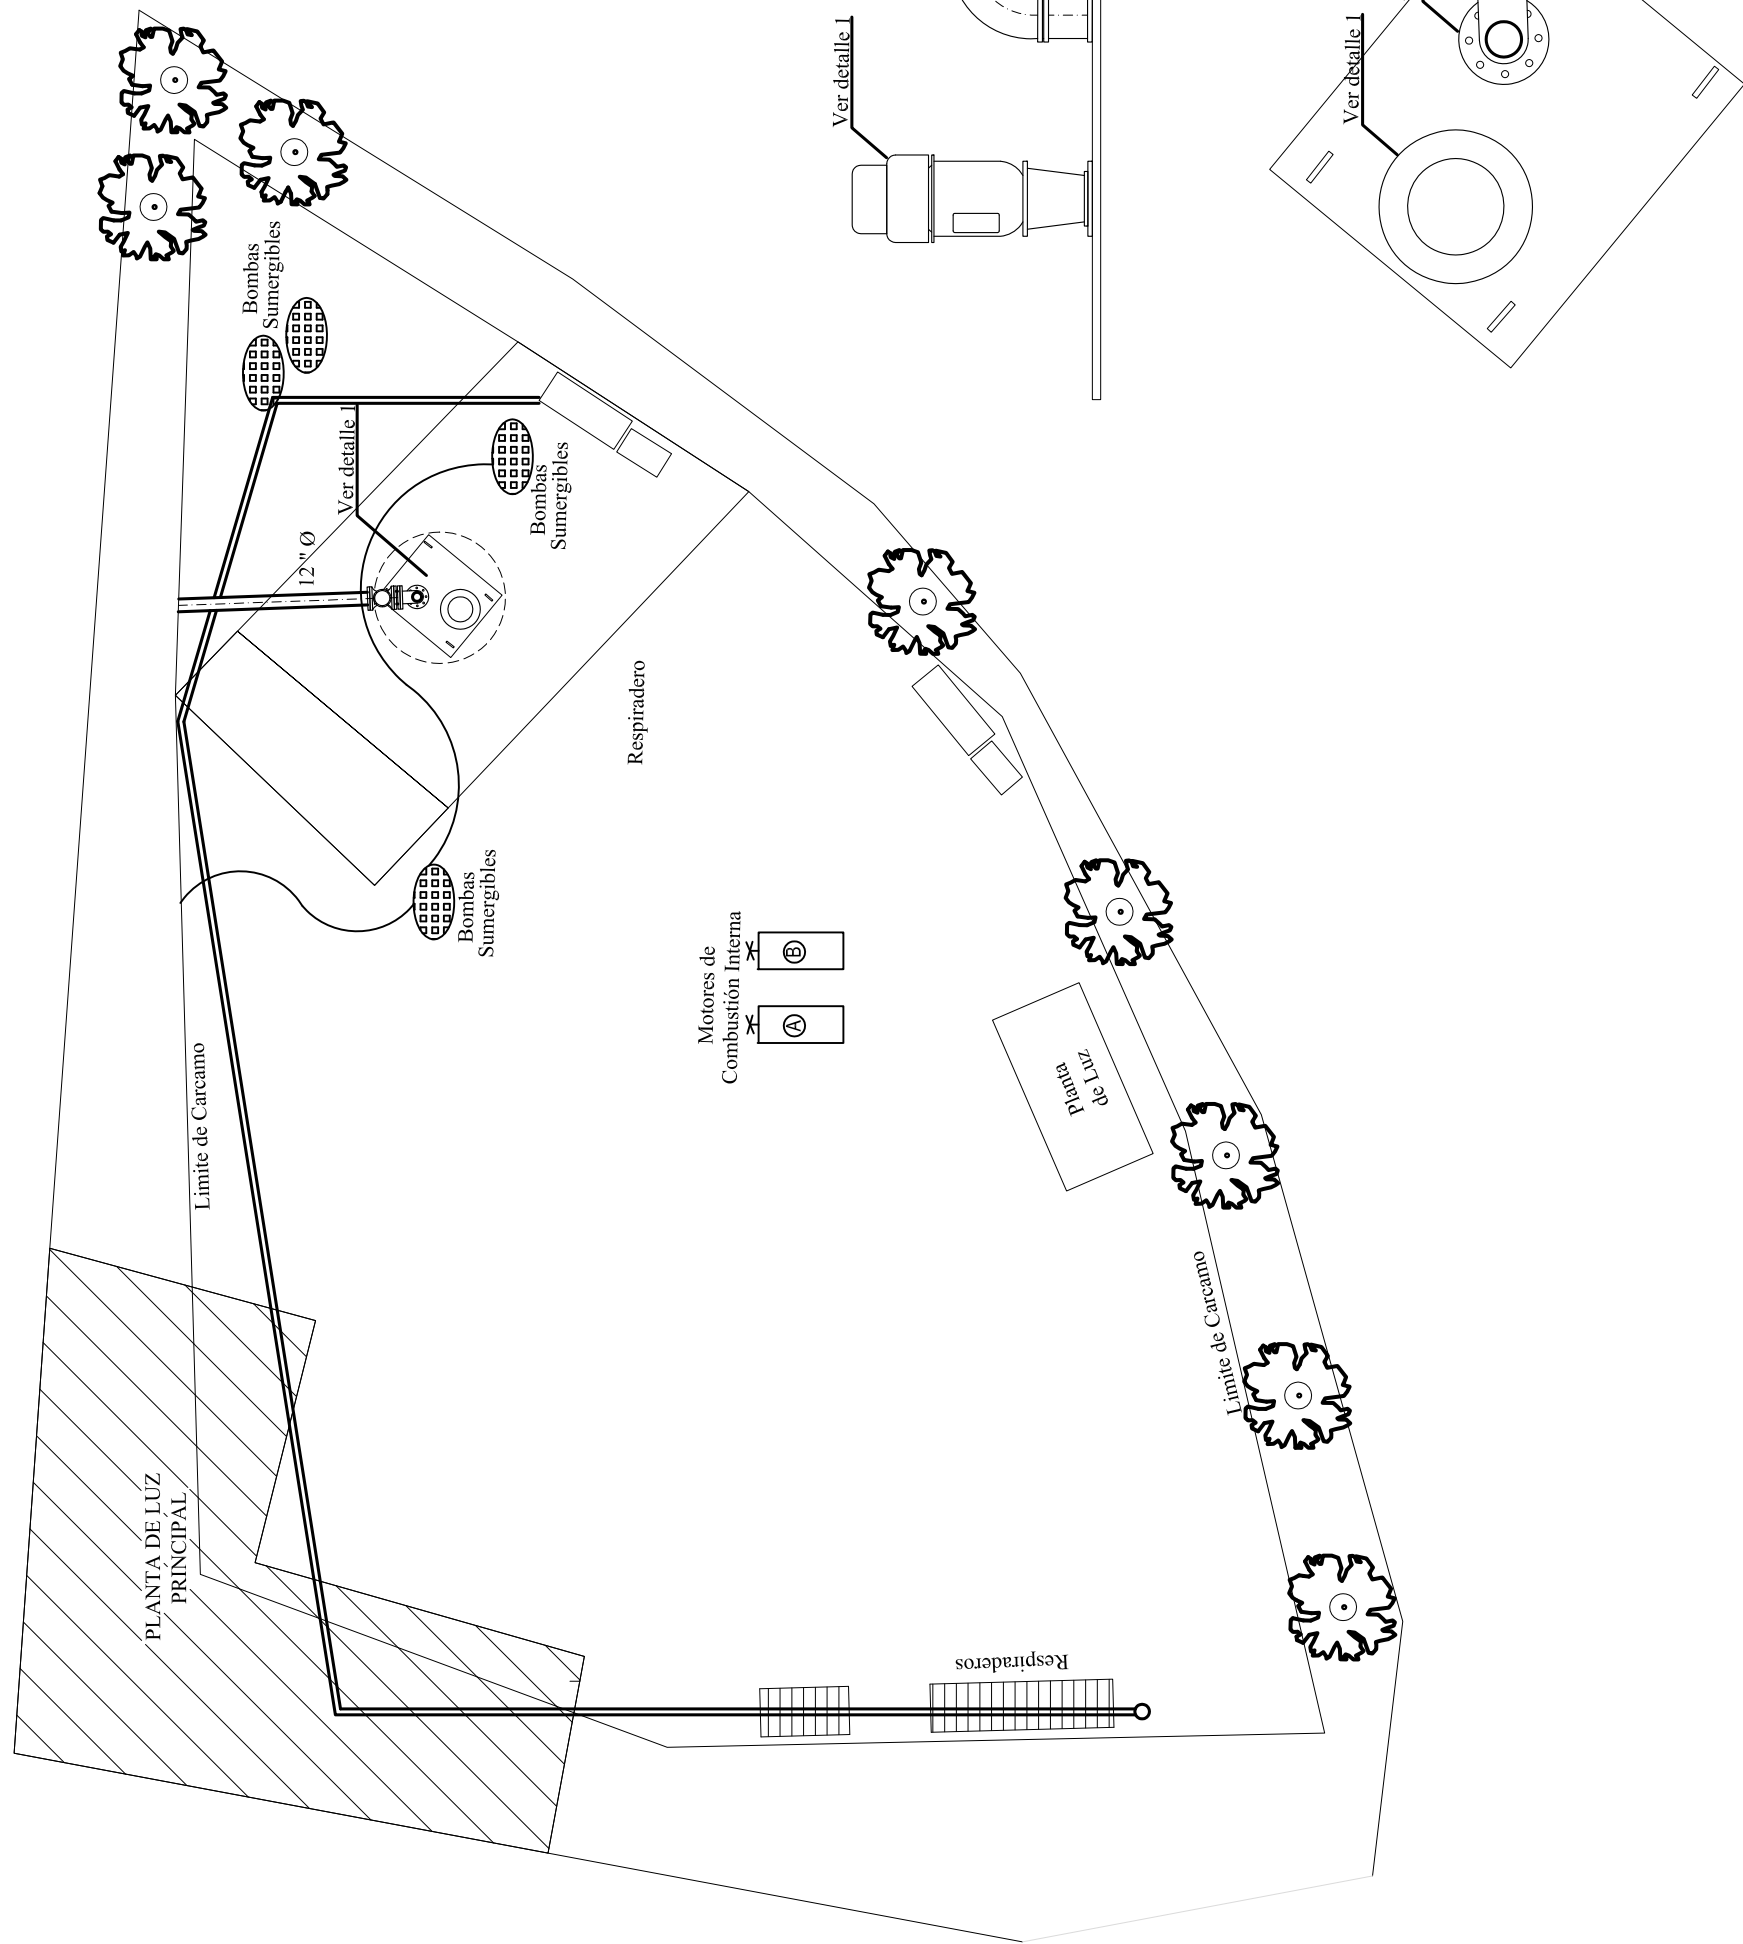 Ver detalle 1
Ver detalle 1
Bombas
Sumergibles
Ver detalle 1
Bombas
Sumergibles
12" Ø
Respiradero
Bombas
Sumergibles
Motores de
Combustión Interna
B
A
Planta
de Luz
Limite de Carcamo
Limite de Carcamo
PLANTA DE LUZ
PRINCIPAL
Respiraderos